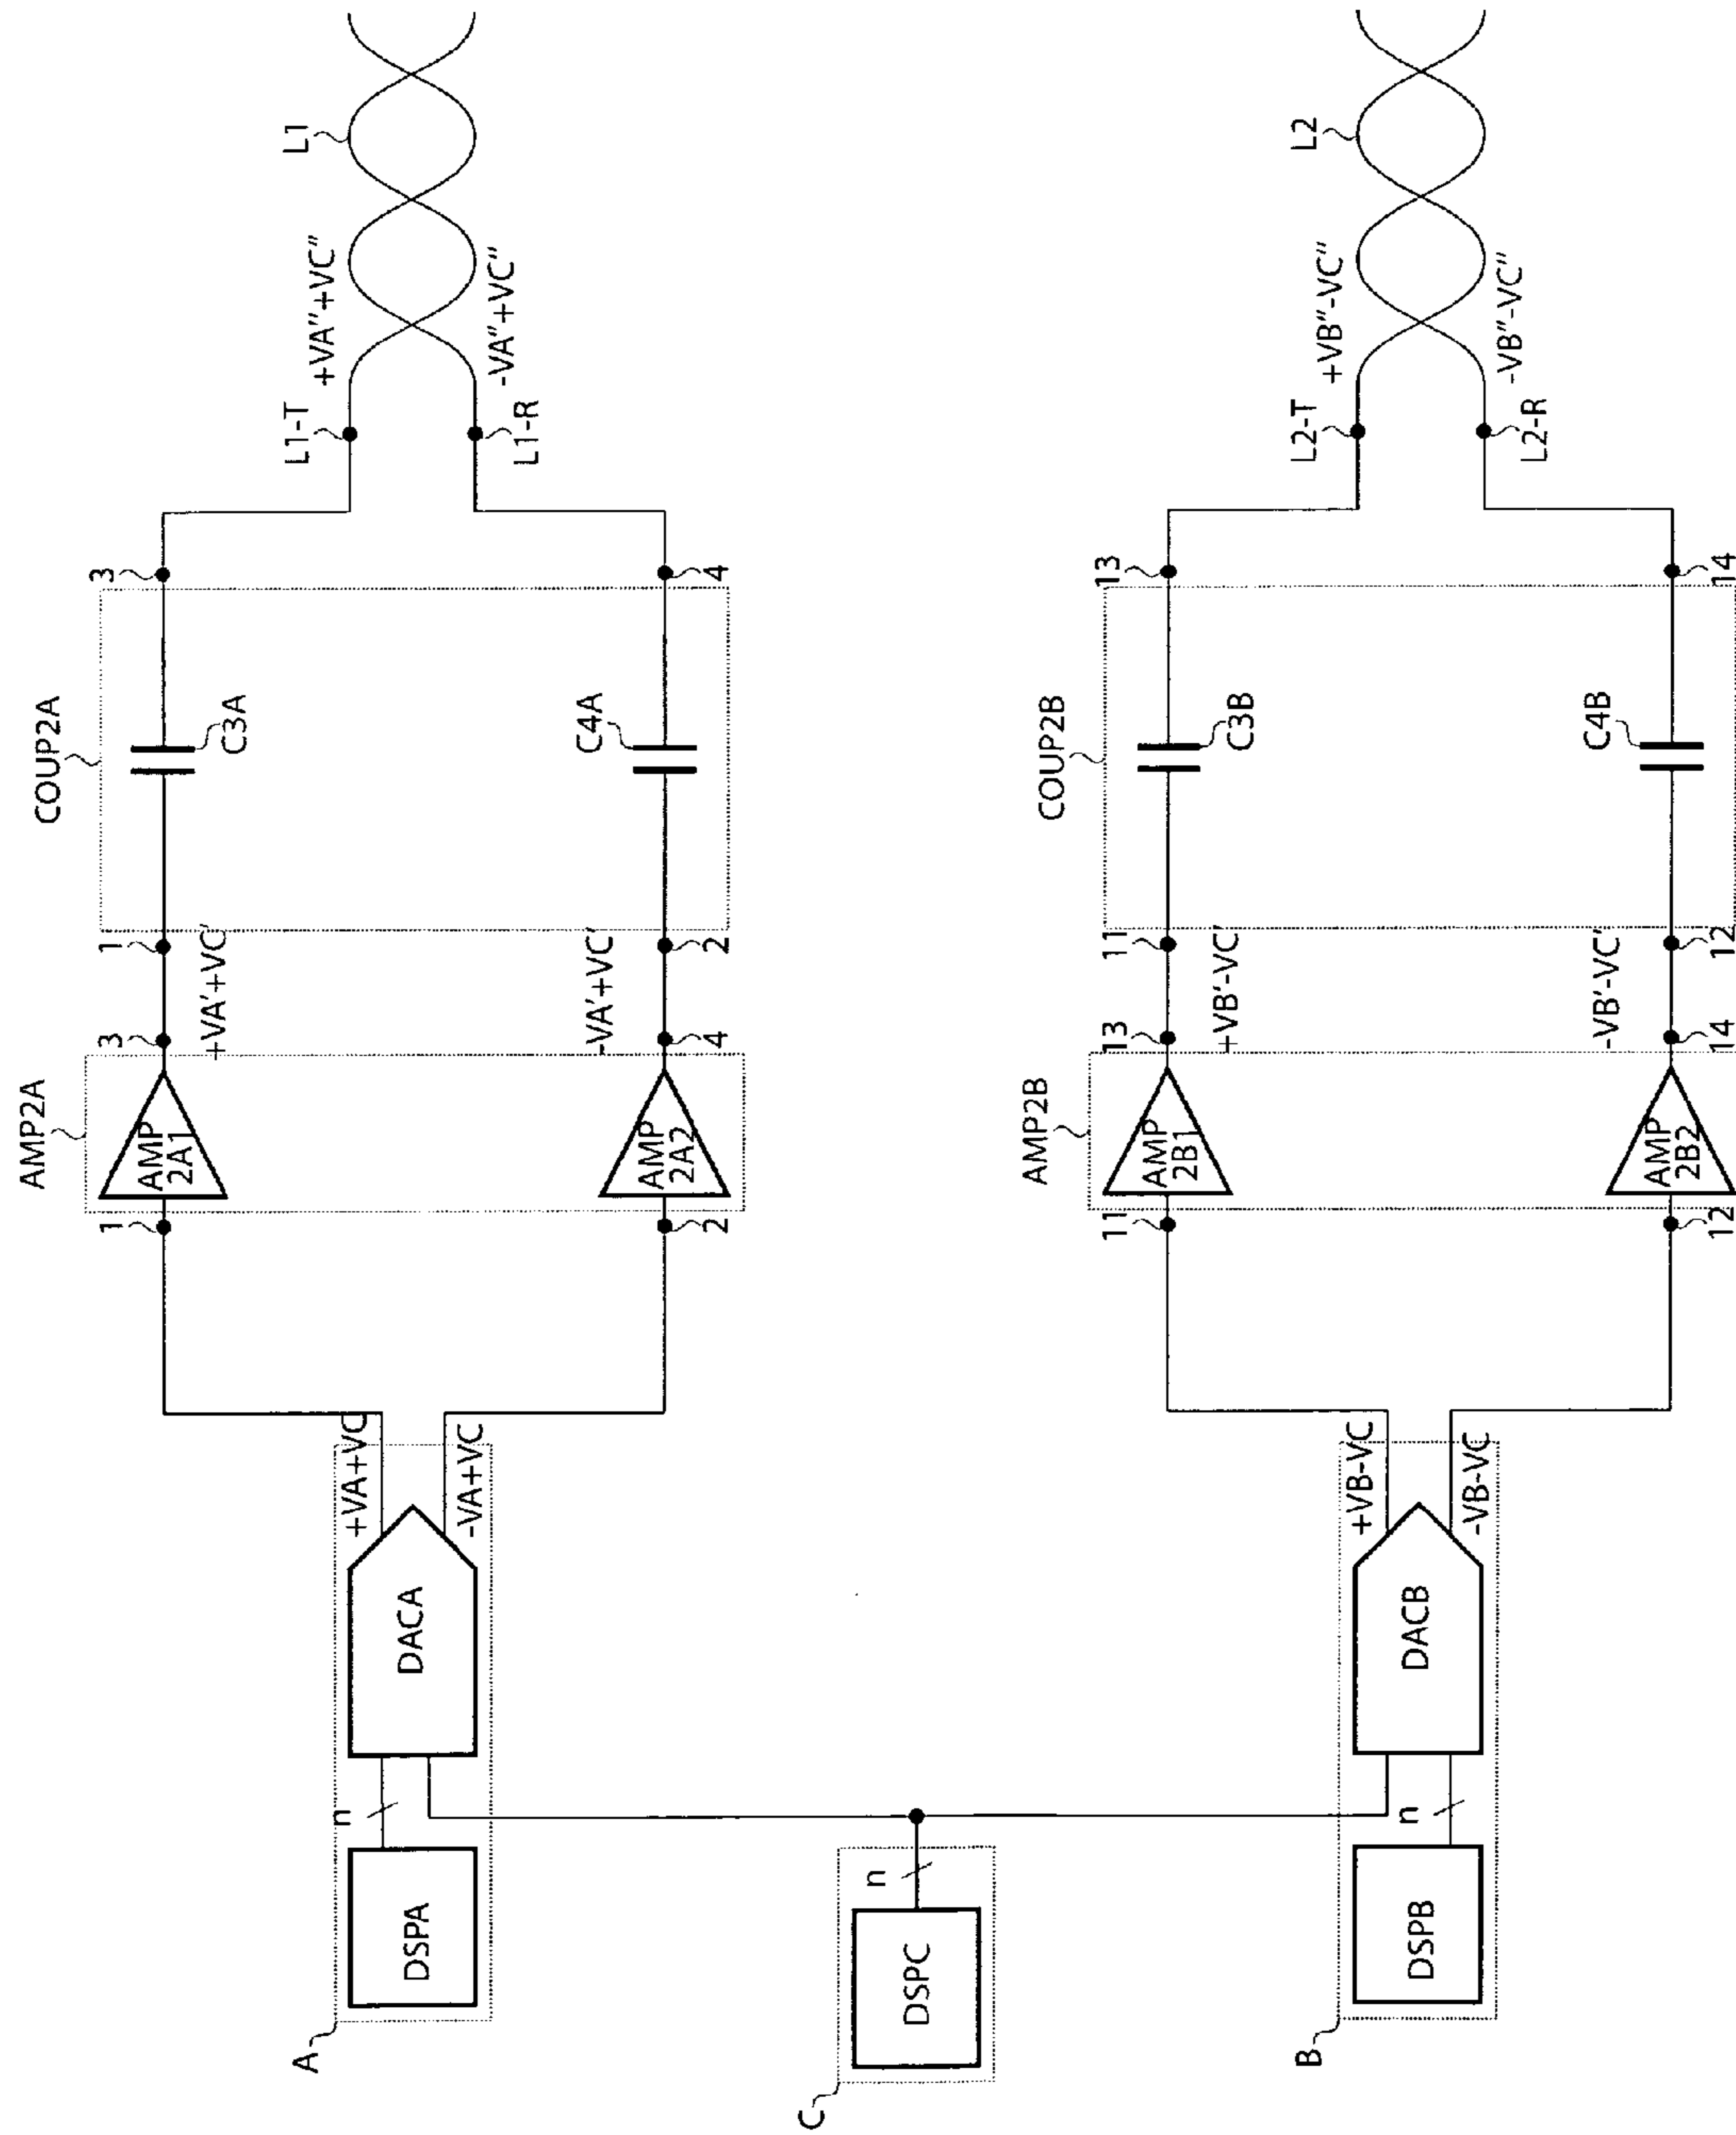 A
DSPA
n
DACA
+VA+VC
-VA+VC
AMP2A
1
AMP
2A1
3
+VA'+VC'
2
AMP
2A2
4
-VA'+VC'
COUP2A
1
C3A
3
2
C4A
4
L1-T
L1-R
+VA"+VC"
-VA"+VC"
L1
C
DSPC
n
B
DSPB
n
DACB
+VB-VC
-VB-VC
AMP2B
11
AMP
2B1
13
+VB'-VC'
12
AMP
2B2
14
-VB'-VC'
COUP2B
11
C3B
13
12
C4B
14
L2-T
L2-R
+VB"-VC"
-VB"-VC"
L2